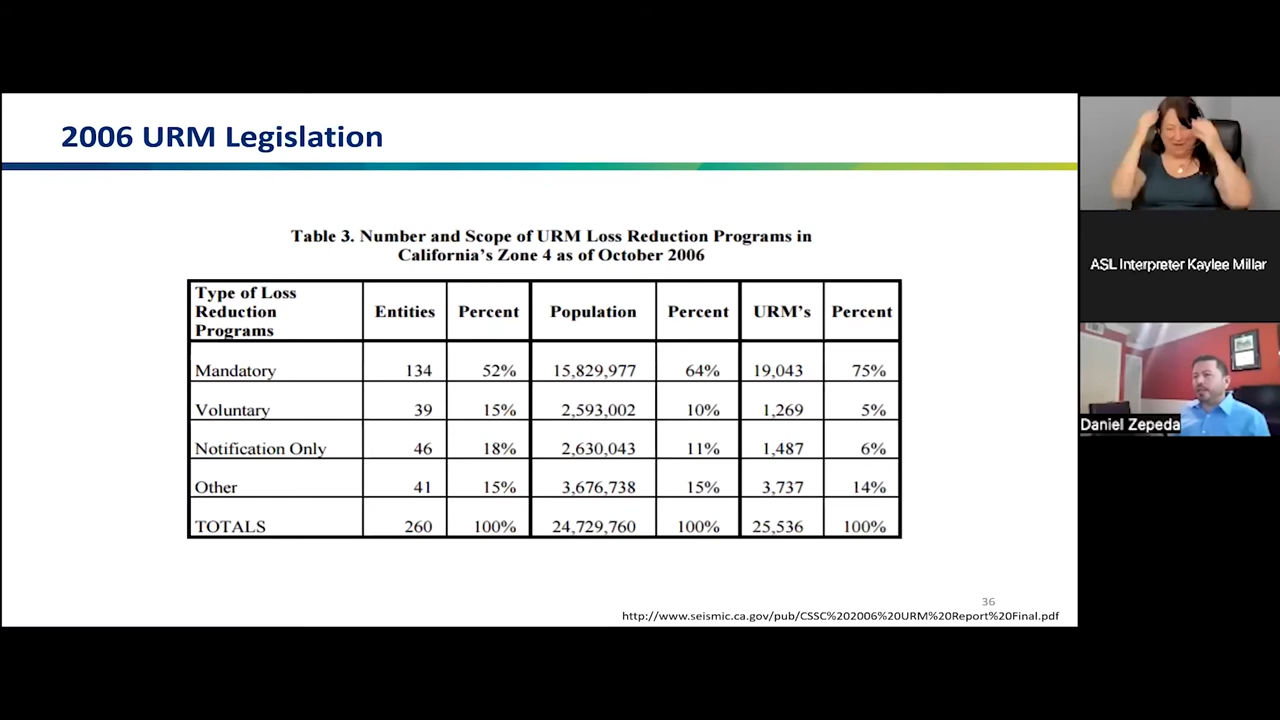 2006 URM Legislation
Table 3. Number and Scope of URM Loss Reduction Programs in
California's Zone 4 as of October 2006
Type of Loss Reduction Programs Entities Percent Population Percent URM's Percent
Mandatory 134 52% 15,829,977 64% 19,043 75%
Voluntary 39 15% 2,593,002 10% 1,269 5%
Notification Only 46 18% 2,630,043 11% 1,487 6%
Other 41 15% 3,676,738 15% 3,737 14%
TOTALS 260 100% 24,729,760 100% 25,536 100%
36
http://www.seismic.ca.gov/pub/CSSC%202006%20URM%20Report%20Final.pdf
ASL Interpreter Kaylee Millar
Daniel Zepeda